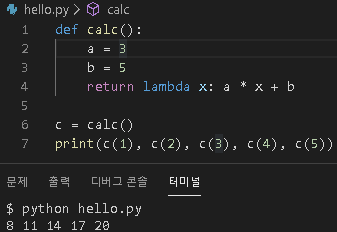 hello.py > calc
1 def calc():
2     a = 3
3     b = 5
4     return lambda x: a * x + b
5
6 c = calc()
7 print(c(1), c(2), c(3), c(4), c(5))
문제 출력 디버그 콘솔 터미널
$ python hello.py
8 11 14 17 20